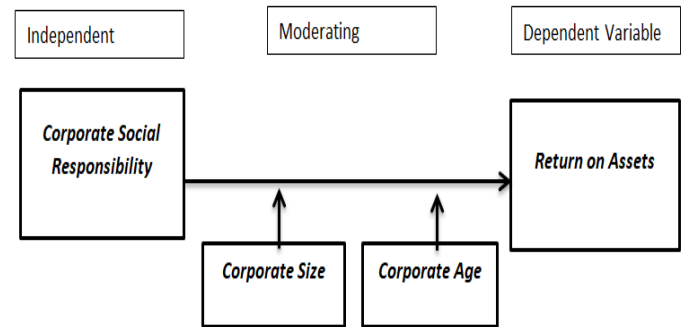 Independent
Moderating
Dependent Variable
Corporate Social
Responsibility
Return on Assets
Corporate Size
Corporate Age